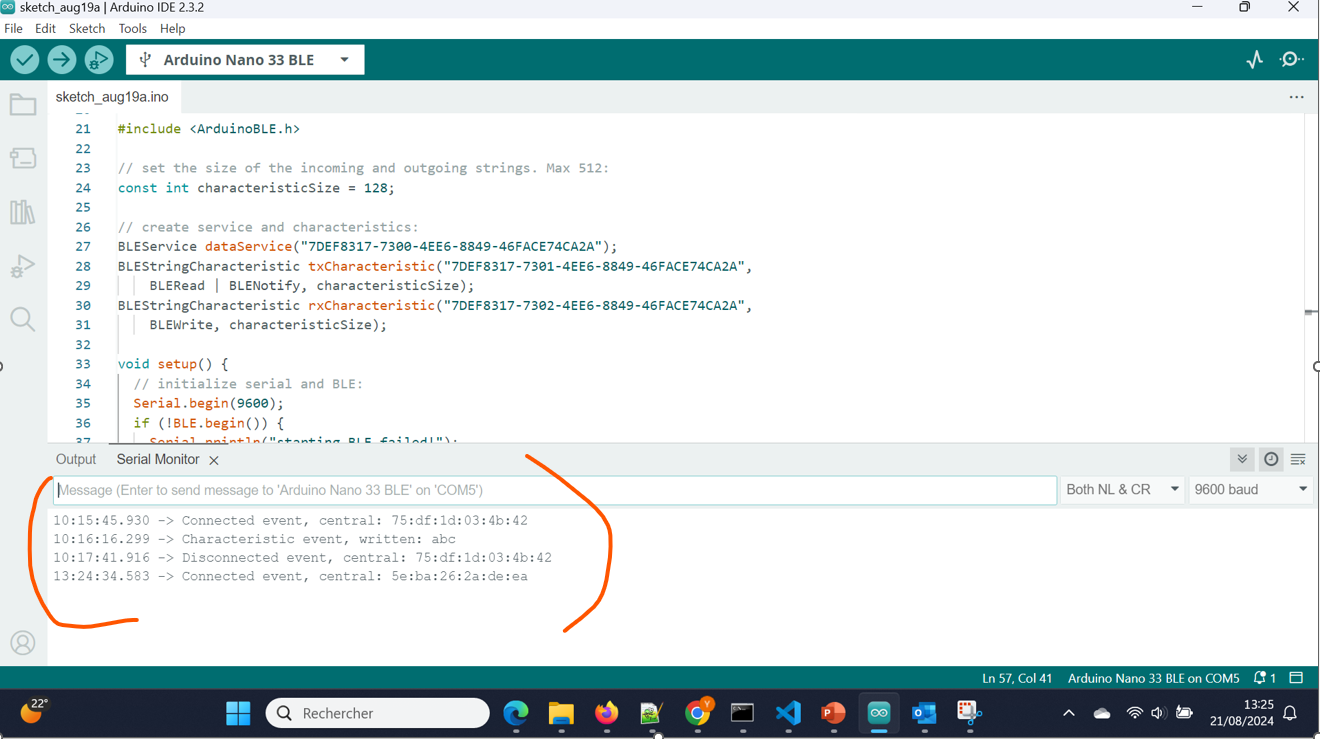 sketch_aug19a | Arduino IDE 2.3.2
File Edit Sketch Tools Help
Arduino Nano 33 BLE
sketch_aug19a.ino
21 #include <ArduinoBLE.h>
22
23 // set the size of the incoming and outgoing strings. Max 512:
24 const int characteristicSize = 128;
25
26 // create service and characteristics:
27 BLEService dataService("7DEF8317-7300-4EE6-8849-46FACE74CA2A");
28 BLEStringCharacteristic txCharacteristic("7DEF8317-7301-4EE6-8849-46FACE74CA2A",
29 BLERead | BLENotify, characteristicSize);
30 BLEStringCharacteristic rxCharacteristic("7DEF8317-7302-4EE6-8849-46FACE74CA2A",
31 BLEWrite, characteristicSize);
32
33 void setup() {
34 // initialize serial and BLE:
35 Serial.begin(9600);
36 if (!BLE.begin()) {
37 Serial.println("starting BLE failed!");
Output Serial Monitor
Message (Enter to send message to 'Arduino Nano 33 BLE' on 'COM5') Both NL & CR 9600 baud
10:15:45.930 -> Connected event, central: 75:df:1d:03:4b:42
10:16:16.299 -> Characteristic event, written: abc
10:17:41.916 -> Disconnected event, central: 75:df:1d:03:4b:42
13:24:34.583 -> Connected event, central: 5e:ba:26:2a:de:ea
Ln 57, Col 41 Arduino Nano 33 BLE on COM5 1
22° Rechercher 13:25
21/08/2024